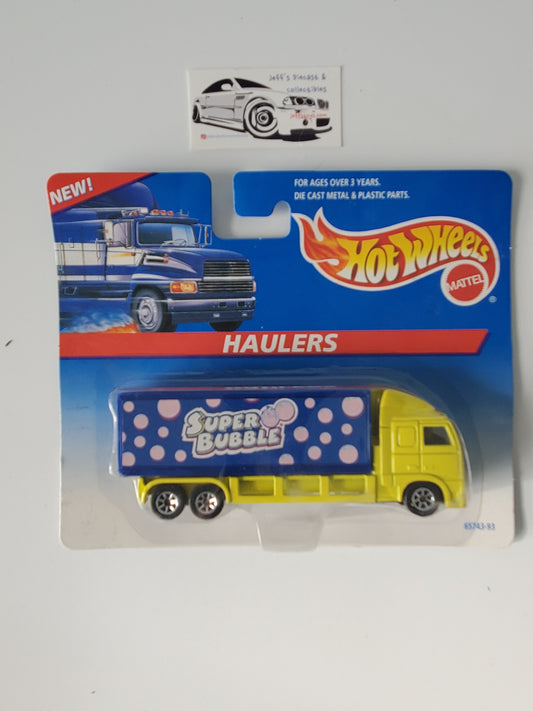 Jeff's Diecast &
collectibles
NEW!
FOR AGES OVER 3 YEARS.
DIE CAST METAL & PLASTIC PARTS.
HOT WHEELS
MATTEL
®
HAULERS
SUPER
BUBBLE
65743-93